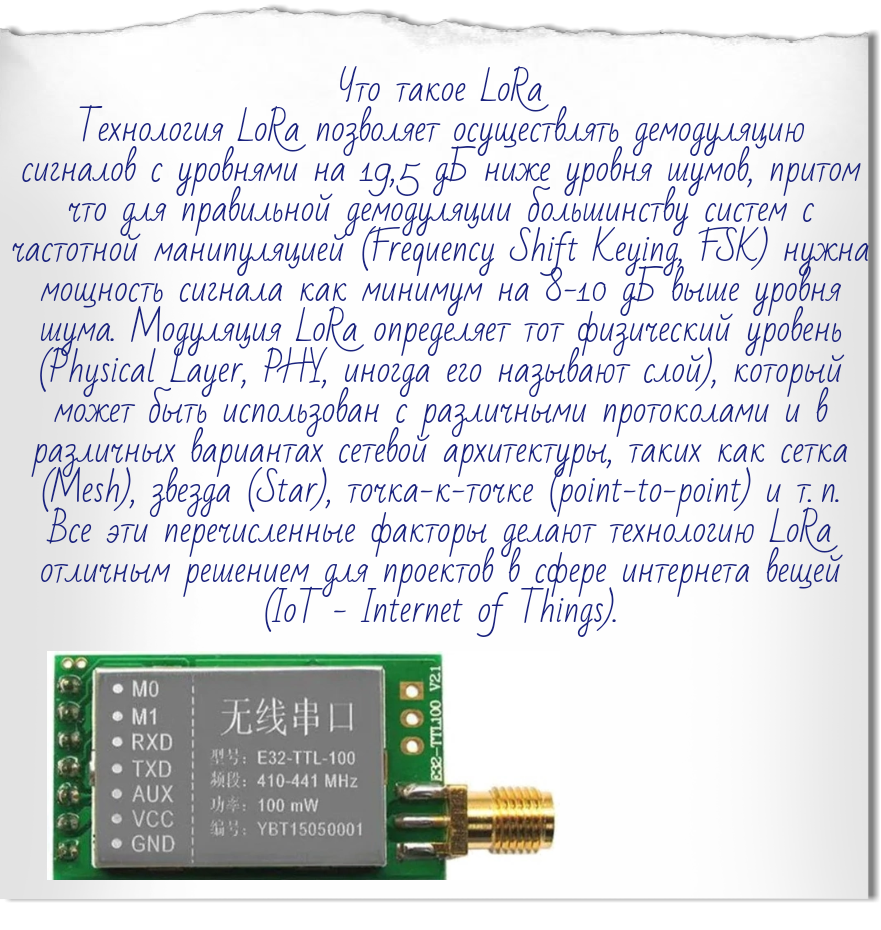 Что такое LoRa
Технология LoRa позволяет осуществлять демодуляцию
сигналов с уровнями на 19,5 дБ ниже уровня шумов, притом
что для правильной демодуляции большинству систем с
частотной манипуляцией (Frequency Shift Keying, FSK) нужна
мощность сигнала как минимум на 8-10 дБ выше уровня
шума. Модуляция LoRa определяет тот физический уровень
(Physical Layer, PHY, иногда его называют слой), который
может быть использован с различными протоколами и в
различных вариантах сетевой архитектуры, таких как сетка
(Mesh), звезда (Star), точка-к-точке (point-to-point) и т. п.
Все эти перечисленные факторы делают технологию LoRa
отличным решением для проектов в сфере интернета вещей
(IoT - Internet of Things).
M0
M1
RXD
TXD
AUX
VCC
GND
无线串口
型号: E32-TTL-100
频段: 410-441 MHz
功率: 100 mW
编号: YBT15050001
E32-TTL100 V2.1